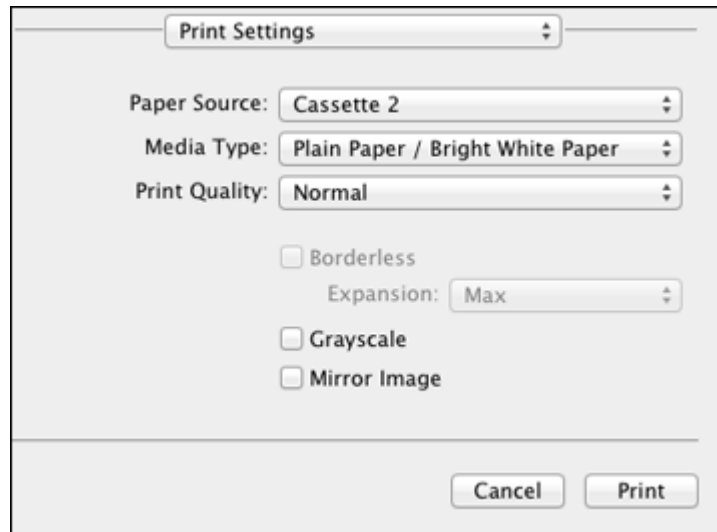 Print Settings
Paper Source: Cassette 2
Media Type: Plain Paper / Bright White Paper
Print Quality: Normal
Borderless
Expansion: Max
Grayscale
Mirror Image
Cancel Print